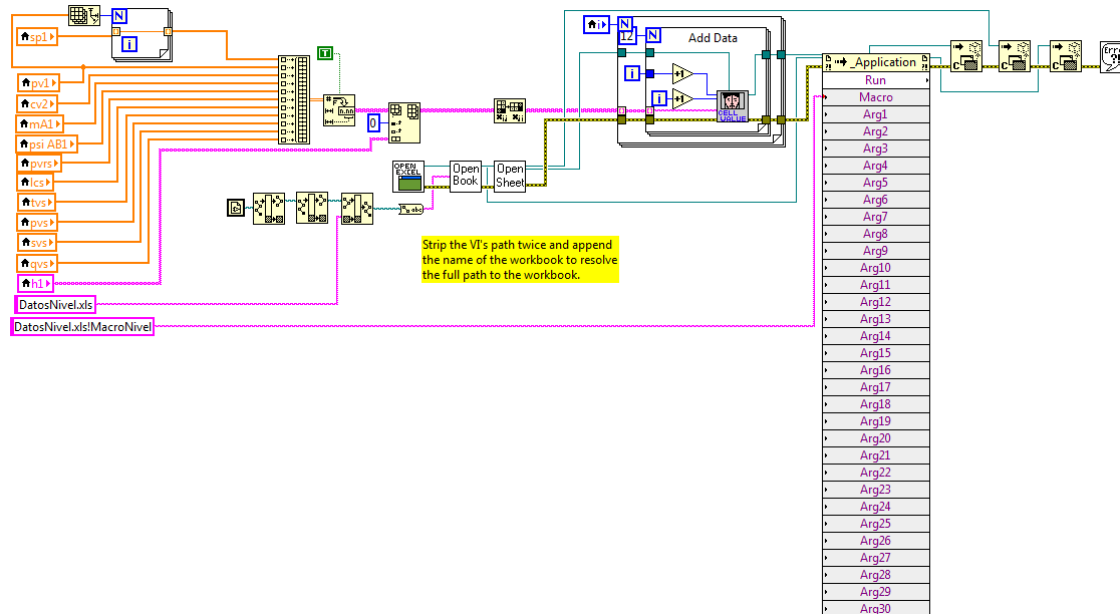 N
i
sp1
pv1
cv2
mA1
psi AB1
pvrs
lcs
tvs
pvs
svs
qvs
h1
DatosNivel.xls
DatosNivel.xls!MacroNivel
T
0
OPEN
EXCEL
Open
Book
Open
Sheet
abc
Strip the VI's path twice and append
the name of the workbook to resolve
the full path to the workbook.
i
N
12
N
Add Data
i
+1
i
+1
CELL
VALUE
_Application
Run
Macro
Arg1
Arg2
Arg3
Arg4
Arg5
Arg6
Arg7
Arg8
Arg9
Arg10
Arg11
Arg12
Arg13
Arg14
Arg15
Arg16
Arg17
Arg18
Arg19
Arg20
Arg21
Arg22
Arg23
Arg24
Arg25
Arg26
Arg27
Arg28
Arg29
Arg30
C
C
C
?!